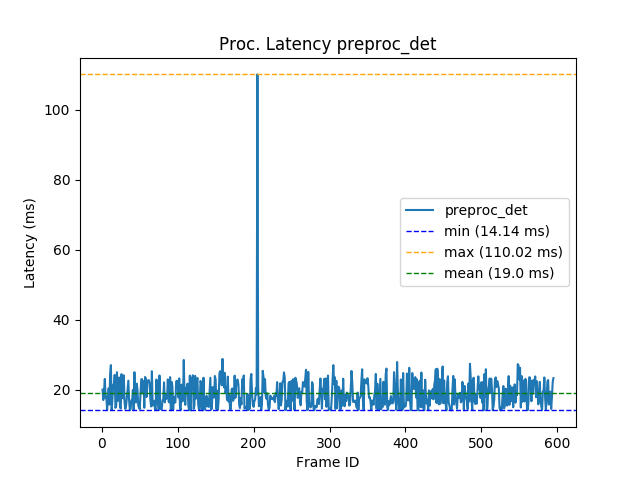 Proc. Latency preproc_det
Latency (ms)
100
80
60
40
20
preproc_det
min (14.14 ms)
max (110.02 ms)
mean (19.0 ms)
0 100 200 300 400 500 600
Frame ID